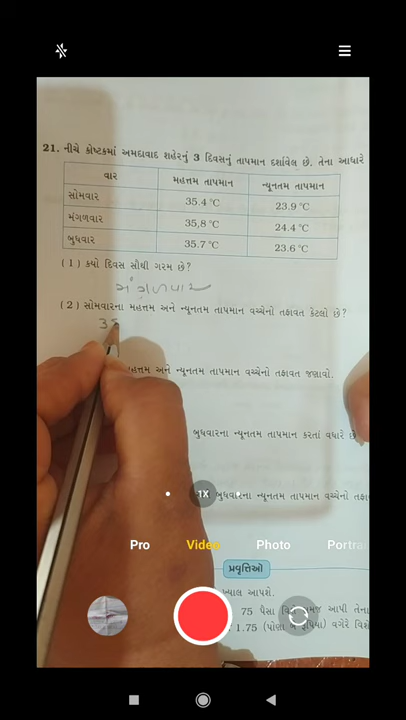 21. નીચે કોષ્ટકમાં અમદાવાદ શહેરનું 3 દિવસનું તાપમાન દર્શાવેલ છે. તેના આધારે
વાર મહત્તમ તાપમાન ન્યૂનતમ તાપમાન
સોમવાર 35.4 °C 23.9 °C
મંગળવાર 35,8 °C 24.4 °C
બુધવાર 35.7 °C 23.6 °C
(1) કયો દિવસ સૌથી ગરમ છે?
મંગળવાર
(2) સોમવારના મહત્તમ અને ન્યૂનતમ તાપમાન વચ્ચેનો તફાવત કેટલો છે?
35
અને ન્યૂનતમ તાપમાન વચ્ચેનો તફાવત જણાવો.
બુધવારના ન્યૂનતમ તાપમાન કરતાં વધારે છે
બુધવારના ન્યૂનતમ તાપમાન વચ્ચેનો
1X
Pro Video Photo
પ્રવૃત્તિઓ
ખ્યાલ આપશે.
75 પૈસા આપી તેના
1.75 (પોણા બે રૂપિયા) વગેરે